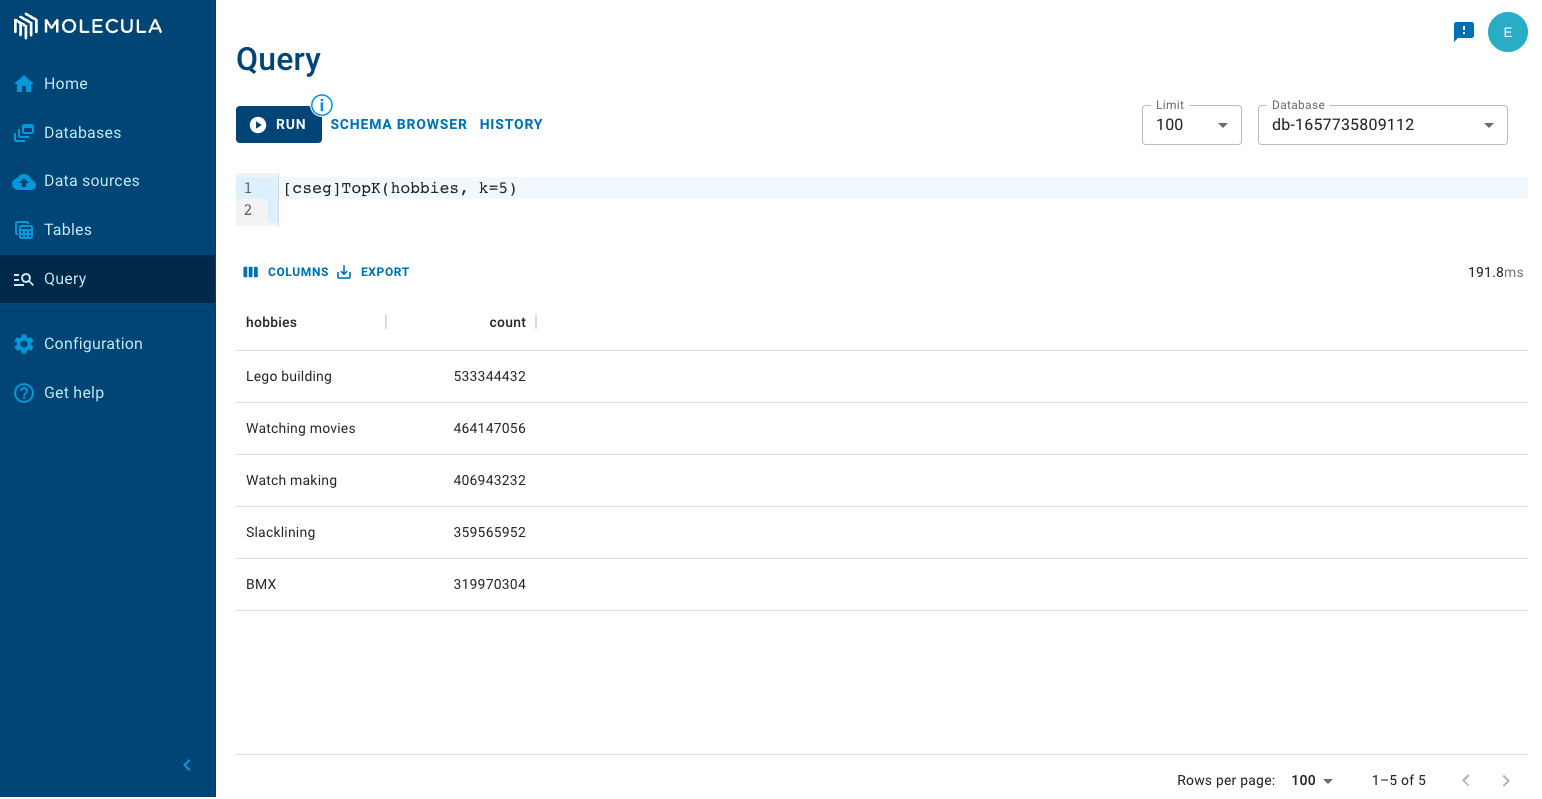 MOLECULA
Home
Databases
Data sources
Tables
Query
Configuration
Get help
E
Query
RUN SCHEMA BROWSER HISTORY
Limit
100
Database
db-1657735809112
1 [cseg]TopK(hobbies, k=5)
2
COLUMNS EXPORT 191.8ms
hobbies count
Lego building 533344432
Watching movies 464147056
Watch making 406943232
Slacklining 359565952
BMX 319970304
Rows per page: 100 1–5 of 5